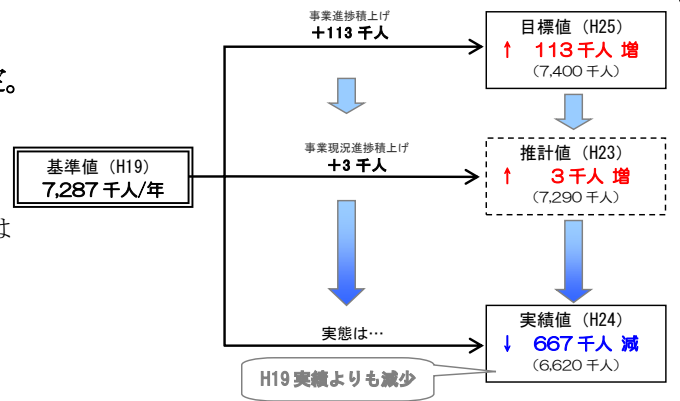 事業進捗積上げ
+113 千人
目標値（H25）
↑ 113 千人 増
（7,400 千人）
定。
事業現況進捗積上げ
+3 千人
推計値（H23）
↑ 3 千人 増
（7,290 千人）
基準値（H19）
7,287 千人/年
は
実態は…
実績値（H24）
↓ 667 千人 減
（6,620 千人）
H19 実績よりも減少